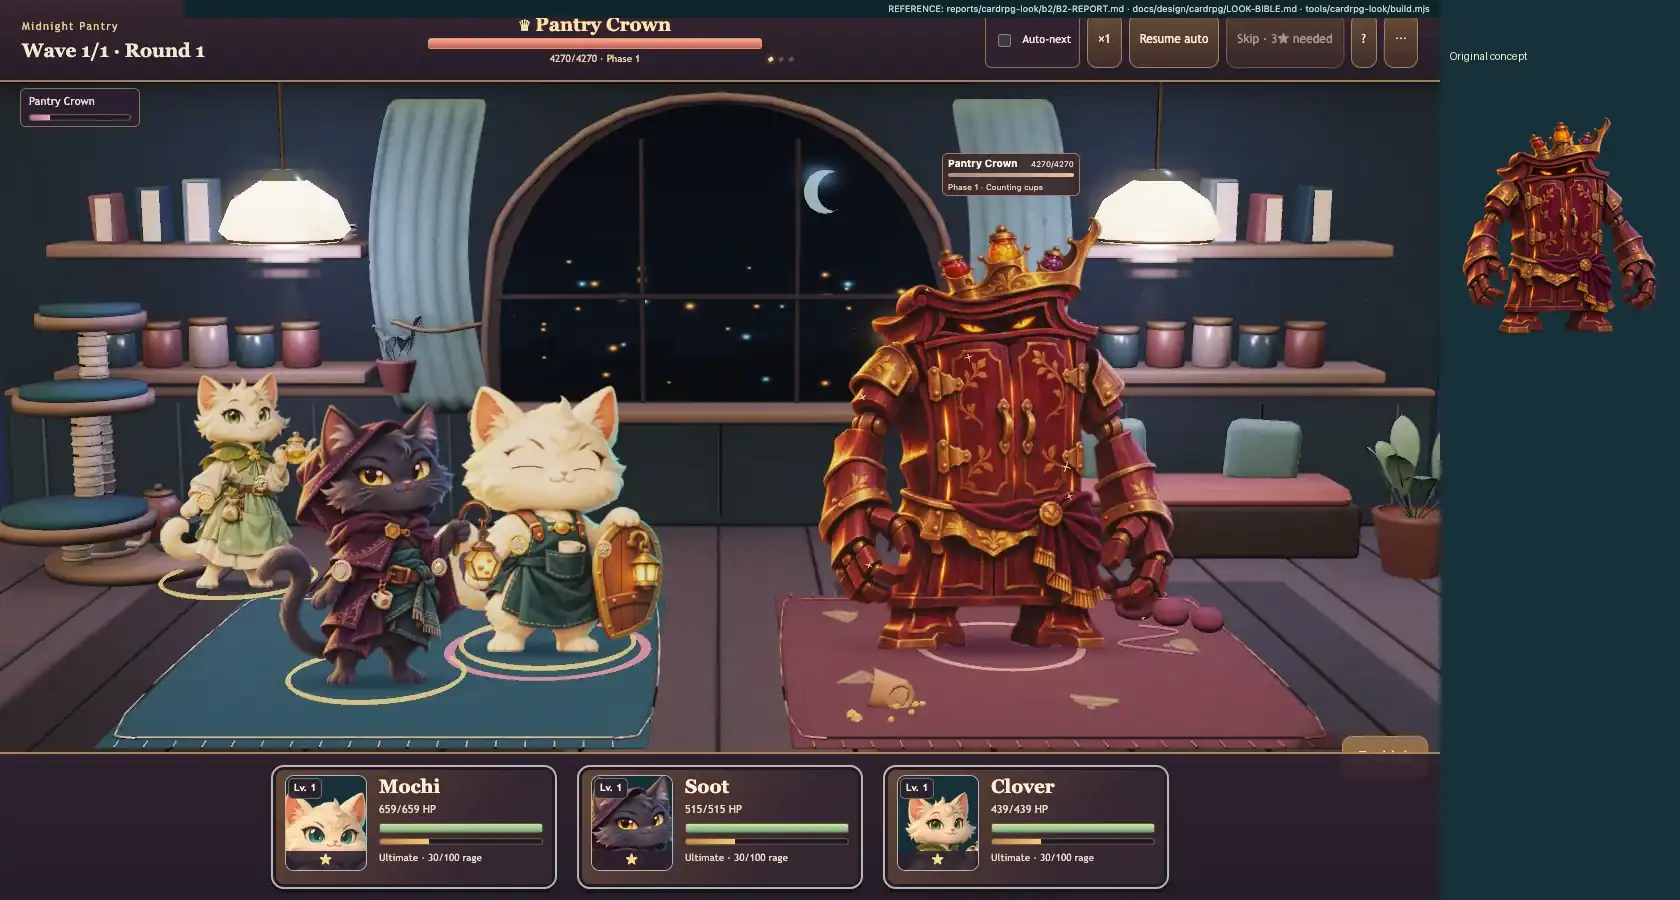 REFERENCE: reports/cardrpg-look/b2/B2-REPORT.md · docs/design/cardrpg/LOOK-BIBLE.md · tools/cardrpg-look/build.mjs
Midnight Pantry
Wave 1/1 · Round 1
♛ Pantry Crown
4270/4270 · Phase 1
Auto-next
×1
Resume auto
Skip · 3★ needed
?
...
Original concept
Pantry Crown
Pantry Crown 4270/4270
Phase 1 · Counting cups
Lv. 1
Mochi
659/659 HP
Ultimate · 30/100 rage
Lv. 1
Soot
515/515 HP
Ultimate · 30/100 rage
Lv. 1
Clover
439/439 HP
Ultimate · 30/100 rage